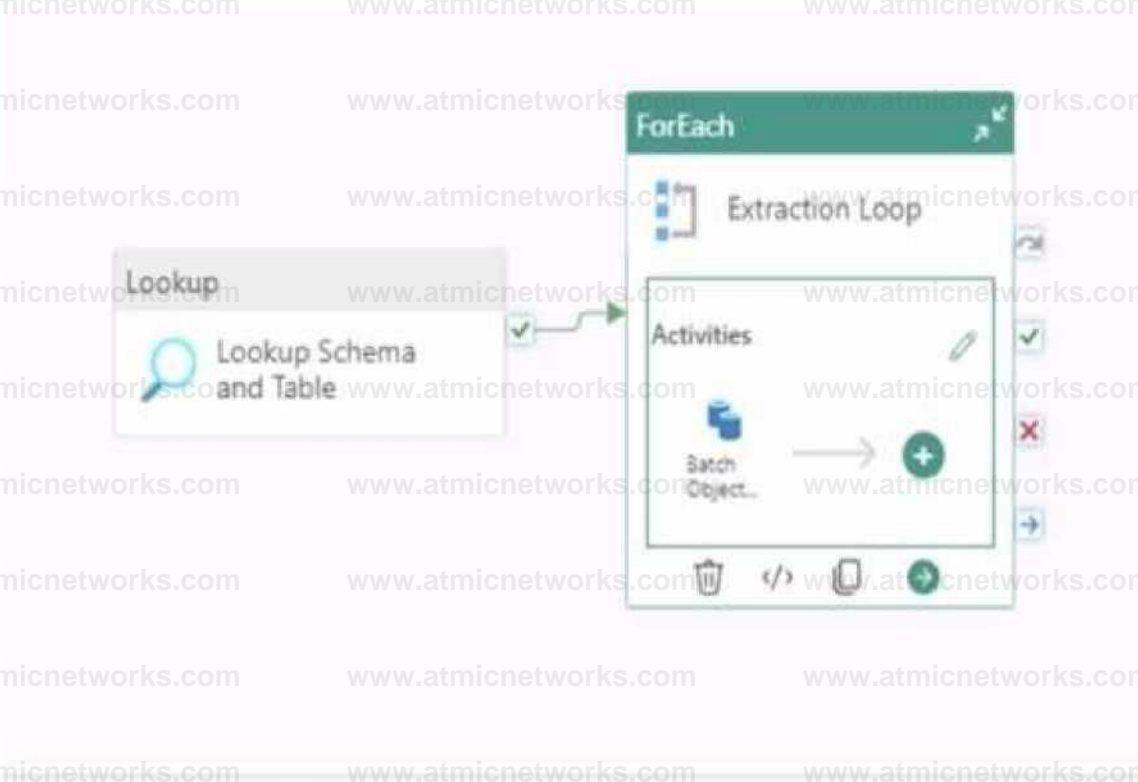 www.atmicnetworks.com
ForEach
Extraction Loop
Lookup
Lookup Schema
and Table
Activities
Batch
Object...